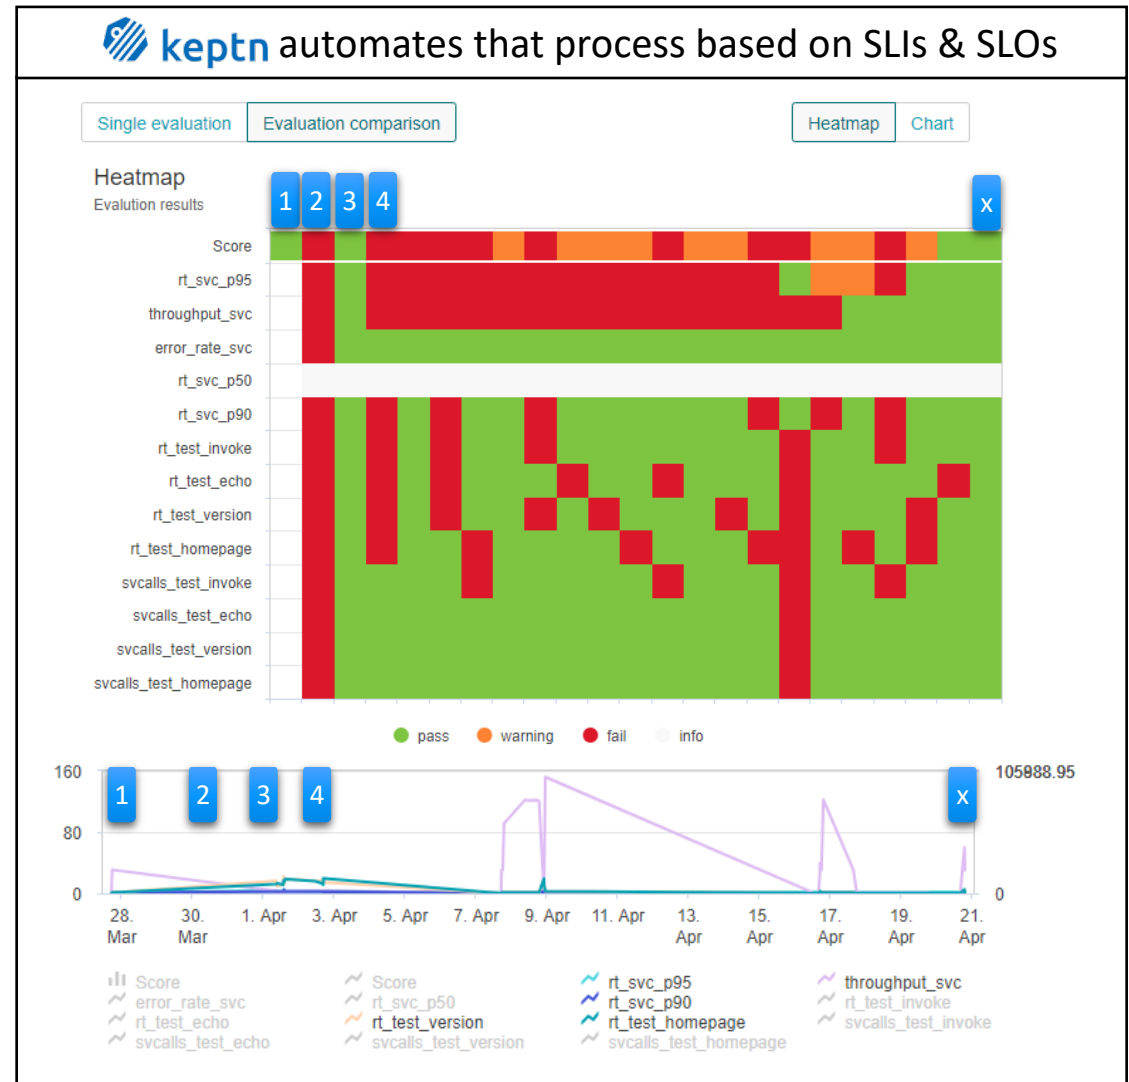 keptn automates that process based on SLIs & SLOs
Single evaluation Evaluation comparison Heatmap Chart
Heatmap
Evalution results
1 2 3 4 x
Score
rt_svc_p95
throughput_svc
error_rate_svc
rt_svc_p50
rt_svc_p90
rt_test_invoke
rt_test_echo
rt_test_version
rt_test_homepage
svcalls_test_invoke
svcalls_test_echo
svcalls_test_version
svcalls_test_homepage
pass warning fail info
160 105988.95
1 2 3 4 x
80
0 0
28. Mar 30. Mar 1. Apr 3. Apr 5. Apr 7. Apr 9. Apr 11. Apr 13. Apr 15. Apr 17. Apr 19. Apr 21. Apr
Score Score rt_svc_p95 throughput_svc
error_rate_svc rt_svc_p50 rt_svc_p90 rt_test_invoke
rt_test_echo rt_test_version rt_test_homepage svcalls_test_invoke
svcalls_test_echo svcalls_test_version svcalls_test_homepage